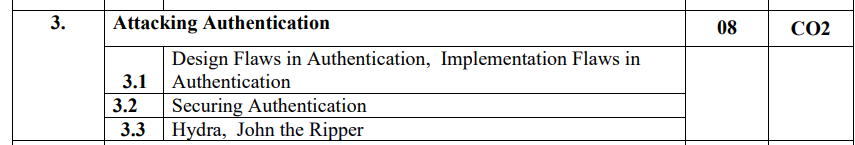 3. Attacking Authentication 08 CO2
Design Flaws in Authentication, Implementation Flaws in
3.1 Authentication
3.2 Securing Authentication
3.3 Hydra, John the Ripper